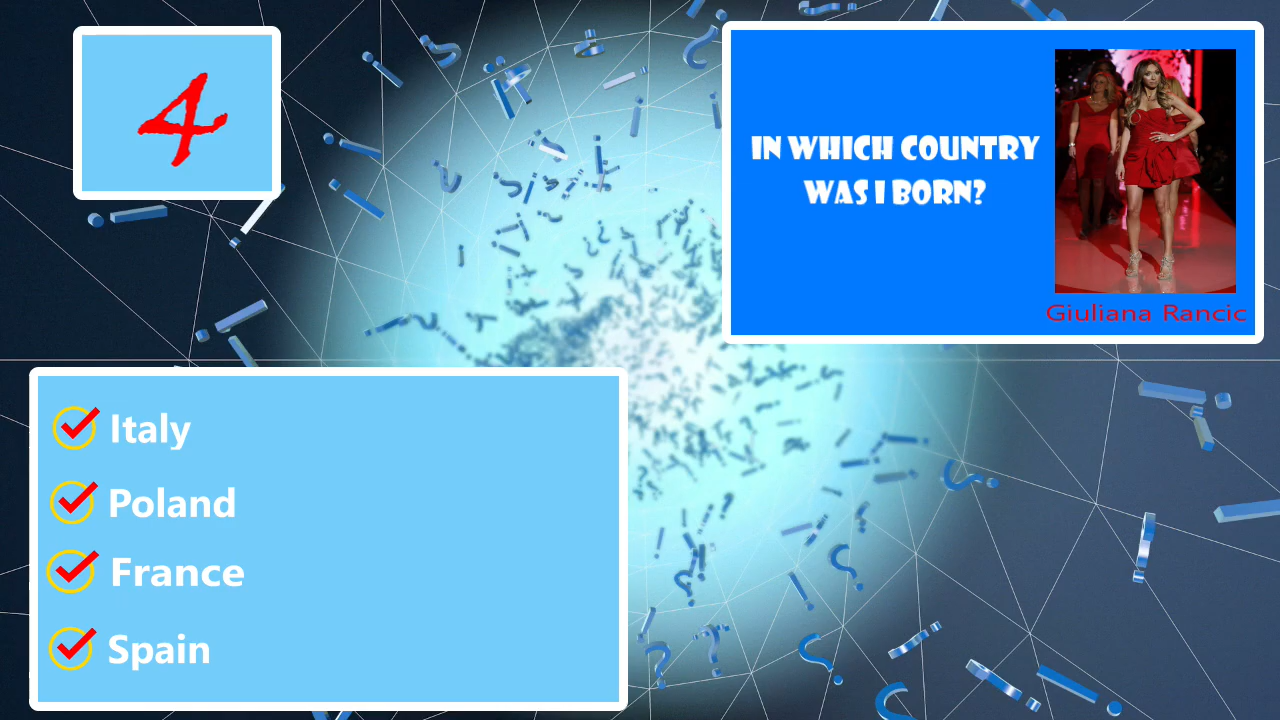 4
IN WHICH COUNTRY
WAS I BORN?
Giuliana Rancic
Italy
Poland
France
Spain